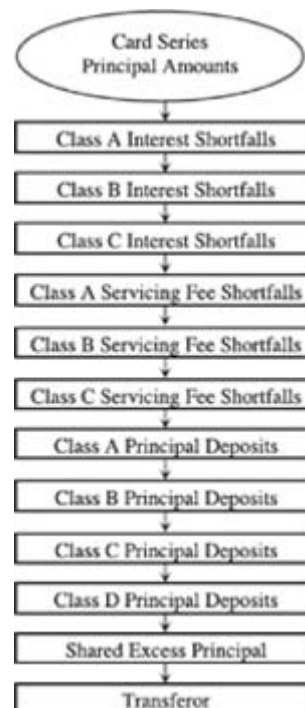 Card Series
Principal Amounts
Class A Interest Shortfalls
Class B Interest Shortfalls
Class C Interest Shortfalls
Class A Servicing Fee Shortfalls
Class B Servicing Fee Shortfalls
Class C Servicing Fee Shortfalls
Class A Principal Deposits
Class B Principal Deposits
Class C Principal Deposits
Class D Principal Deposits
Shared Excess Principal
Transferor